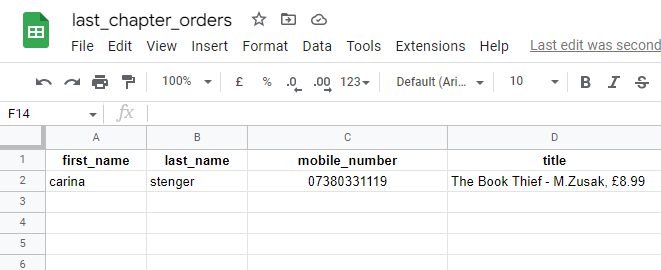 last_chapter_orders
File Edit View Insert Format Data Tools Extensions Help Last edit was second
100% £ % .0 .00 123 Default (Ari... 10 B I S
F14 fx
A B C D
1 first_name last_name mobile_number title
2 carina stenger 07380331119 The Book Thief - M.Zusak, £8.99
3
4
5
6